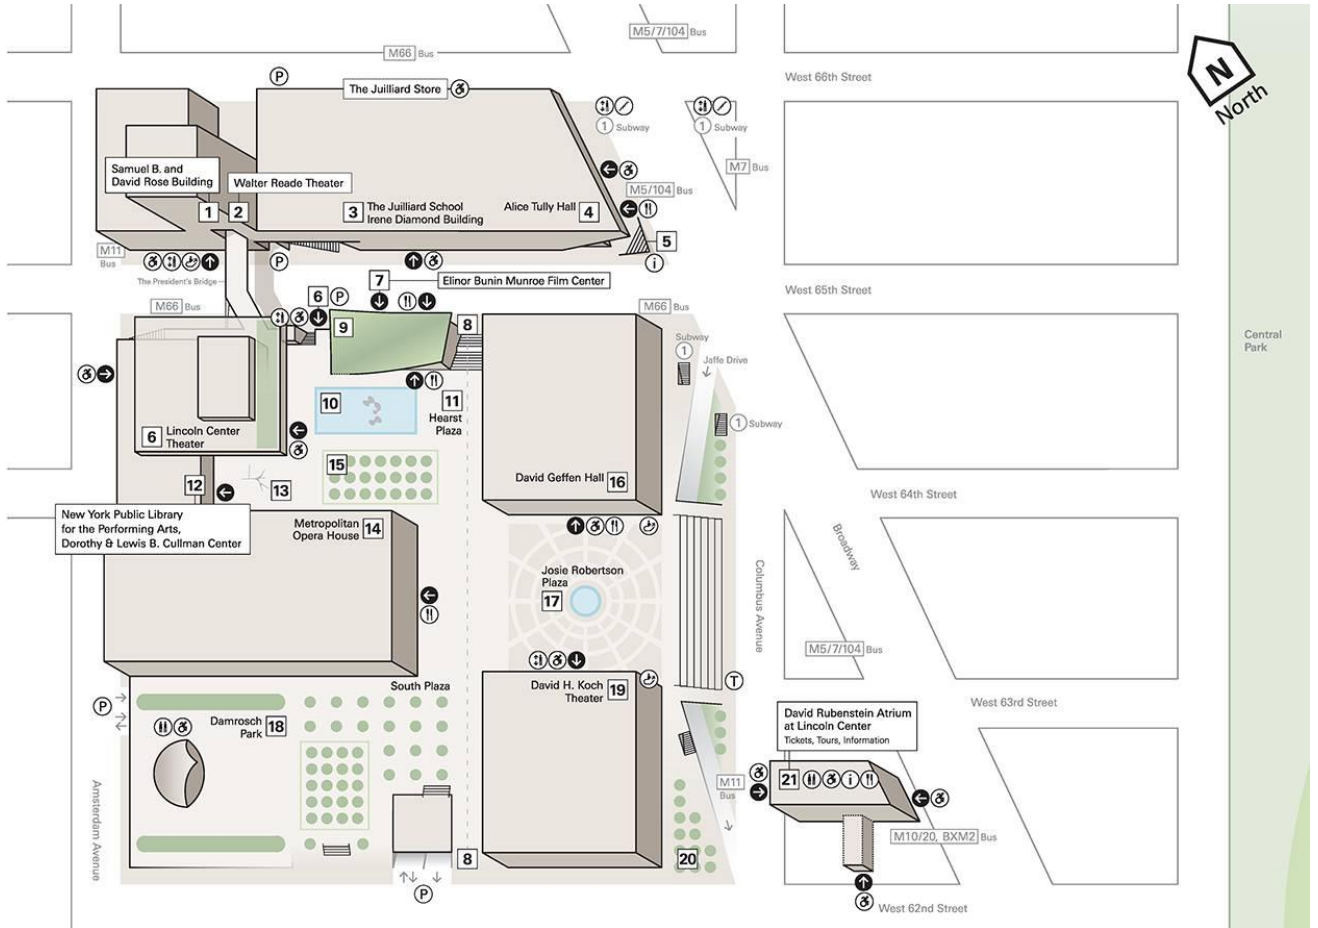 M5/7/104 Bus
M66 Bus
West 66th Street
N
North
P
The Juilliard Store
1 Subway
1 Subway
M7 Bus
Samuel B. and
David Rose Building
Walter Reade Theater
M5/104 Bus
1
2
3 The Juilliard School
Irene Diamond Building
Alice Tully Hall 4
5
i
M11
Bus
P
The President's Bridge
7 Elinor Bunin Munroe Film Center
West 65th Street
M66 Bus
6 P
M66 Bus
9
8
Subway
1
Jaffe Drive
Central
Park
10
11
Hearst
Plaza
1 Subway
6 Lincoln Center
Theater
15
David Geffen Hall 16
12
13
West 64th Street
New York Public Library
for the Performing Arts,
Dorothy & Lewis B. Cullman Center
Metropolitan
Opera House 14
Broadway
Columbus Avenue
Josie Robertson
Plaza
17
M5/7/104 Bus
David H. Koch
Theater 19
T
South Plaza
West 63rd Street
P
Damrosch
Park 18
David Rubenstein Atrium
at Lincoln Center
Tickets, Tours, Information
21 i
M11
Bus
Amsterdam Avenue
M10/20, BXM2 Bus
8
20
P
West 62nd Street